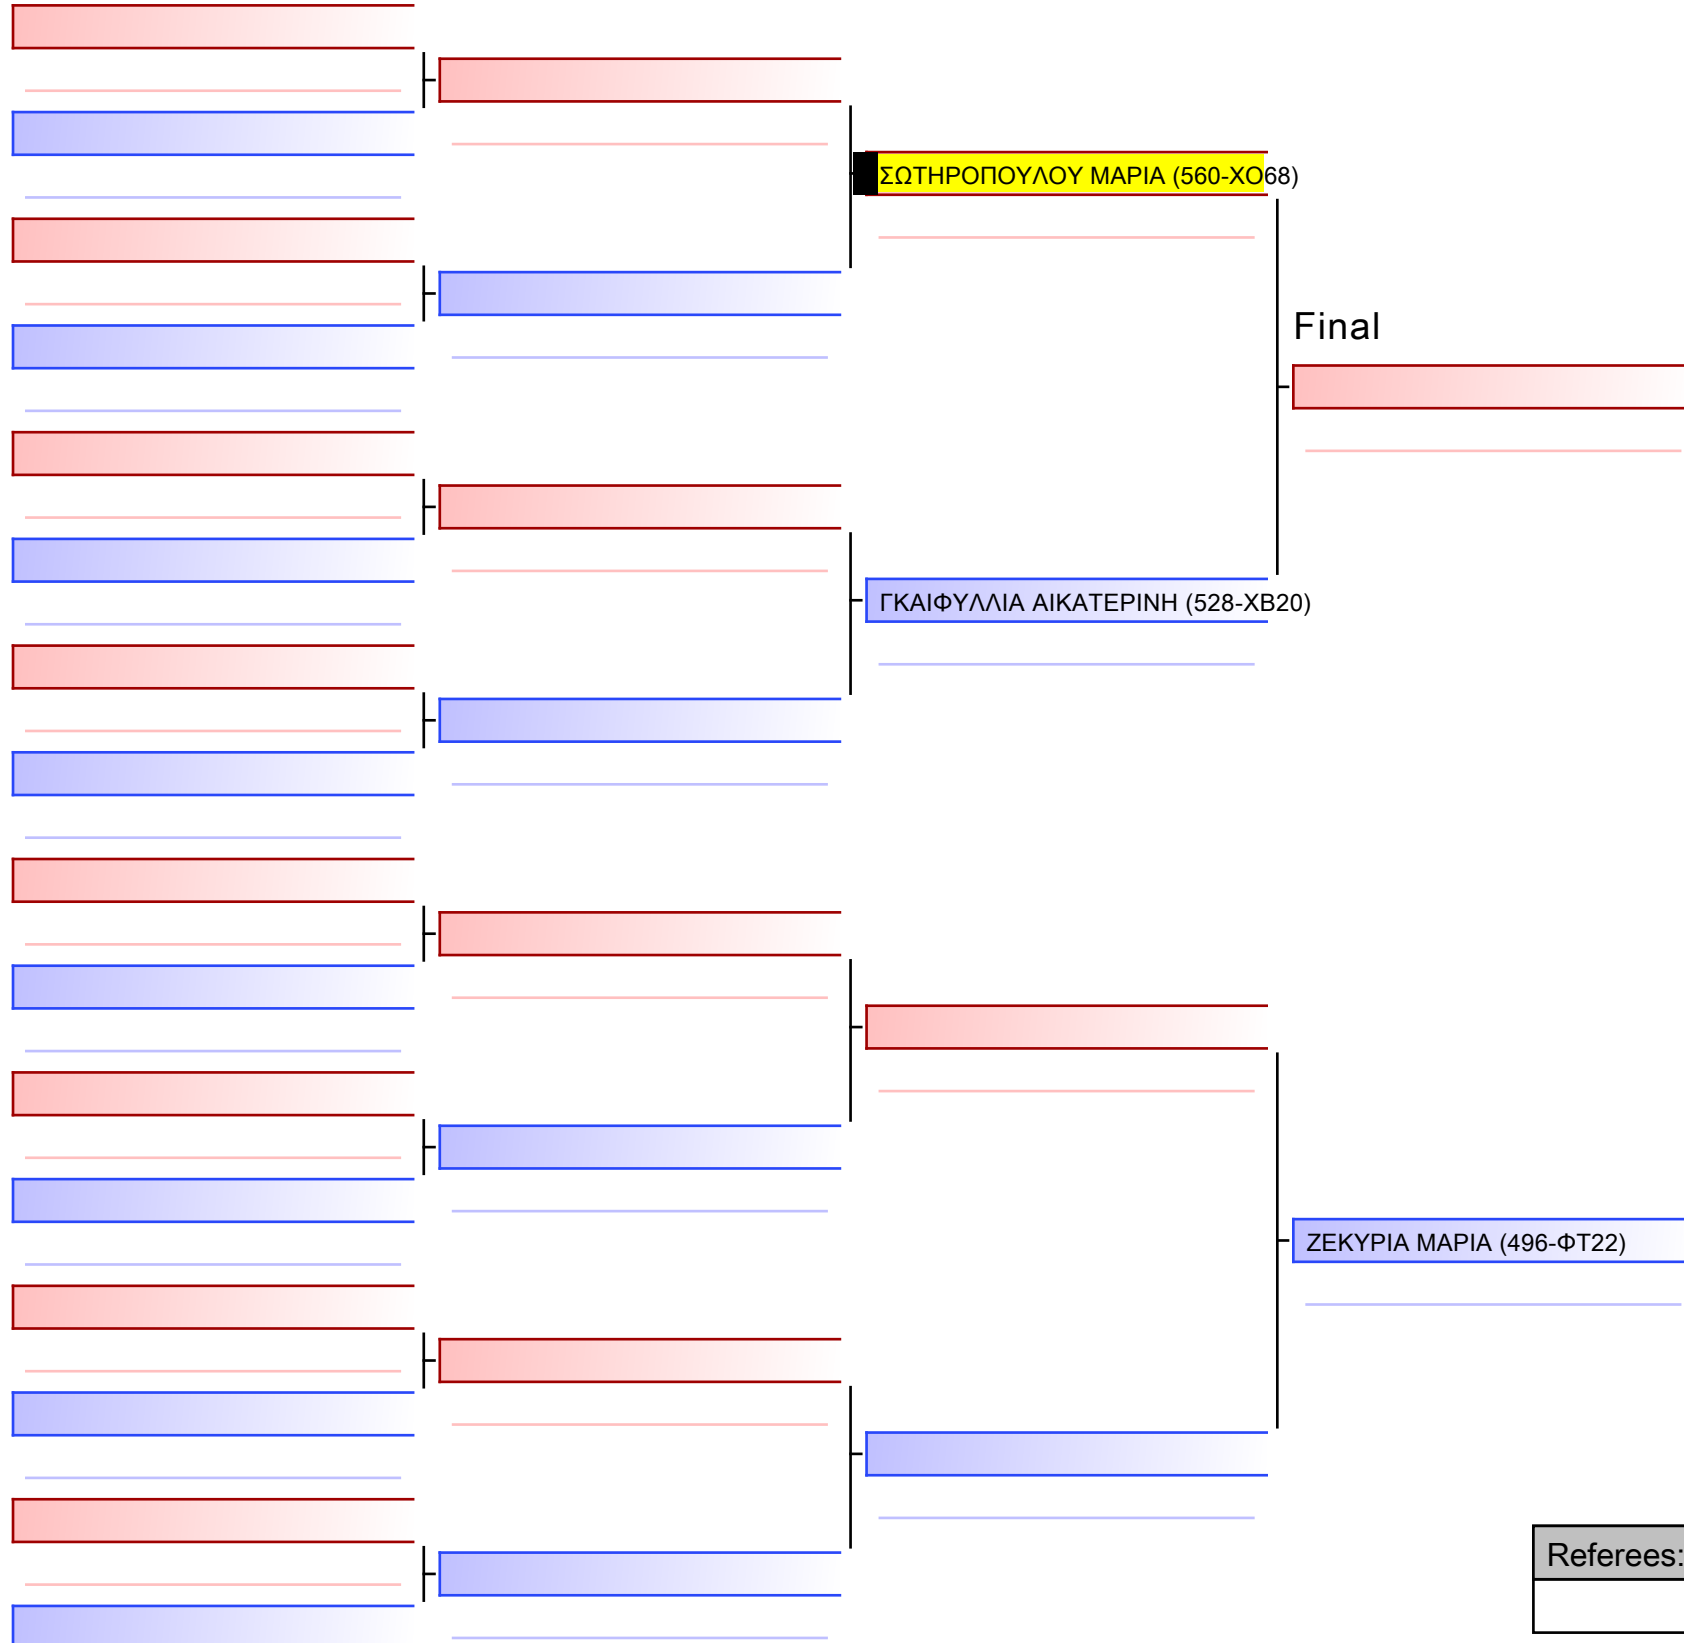 ΣΩΤΗΡΟΠΟΥΛΟΥ ΜΑΡΙΑ (560-ΧΟ68)
Final
ΓΚΑΙΦΥΛΛΙΑ ΑΙΚΑΤΕΡΙΝΗ (528-ΧΒ20)
ΖΕΚΥΡΙΑ ΜΑΡΙΑ (496-ΦΤ22)
Referees: